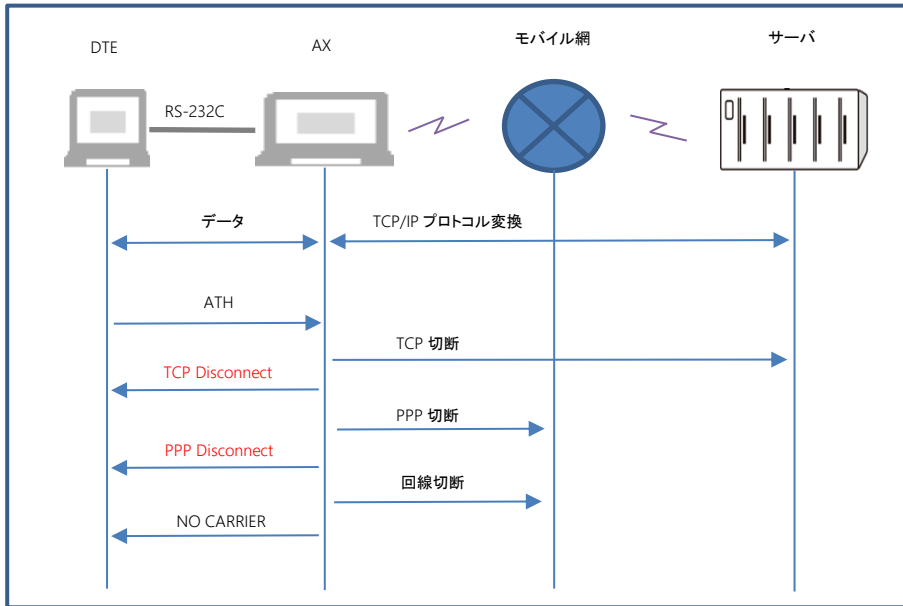 DTE
AX
モバイル網
サーバ
RS-232C
データ
TCP/IP プロトコル変換
ATH
TCP 切断
TCP Disconnect
PPP 切断
PPP Disconnect
回線切断
NO CARRIER